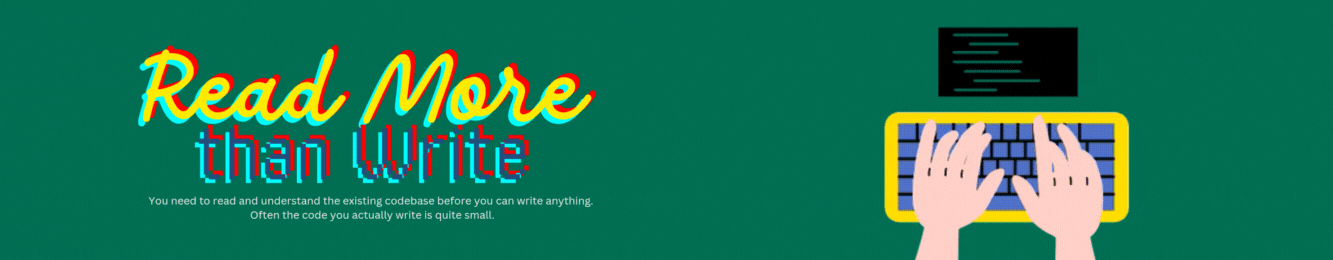 Read More
than Write
You need to read and understand the existing codebase before you can write anything.
Often the code you actually write is quite small.